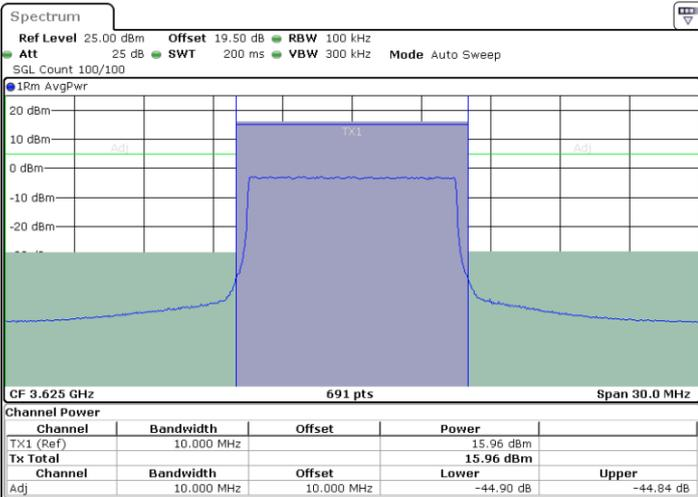 Spectrum
Ref Level 25.00 dBm Offset 19.50 dB RBW 100 kHz
Att 25 dB SWT 200 ms VBW 300 kHz Mode Auto Sweep
SGL Count 100/100
1Rm AvgPwr
20 dBm
TX1
10 dBm
Adj Adj
0 dBm
-10 dBm
-20 dBm
CF 3.625 GHz 691 pts Span 30.0 MHz
Channel Power
Channel Bandwidth Offset Power
TX1 (Ref) 10.000 MHz 15.96 dBm
Tx Total 15.96 dBm
Channel Bandwidth Offset Lower Upper
Adj 10.000 MHz 10.000 MHz -44.90 dB -44.84 dB